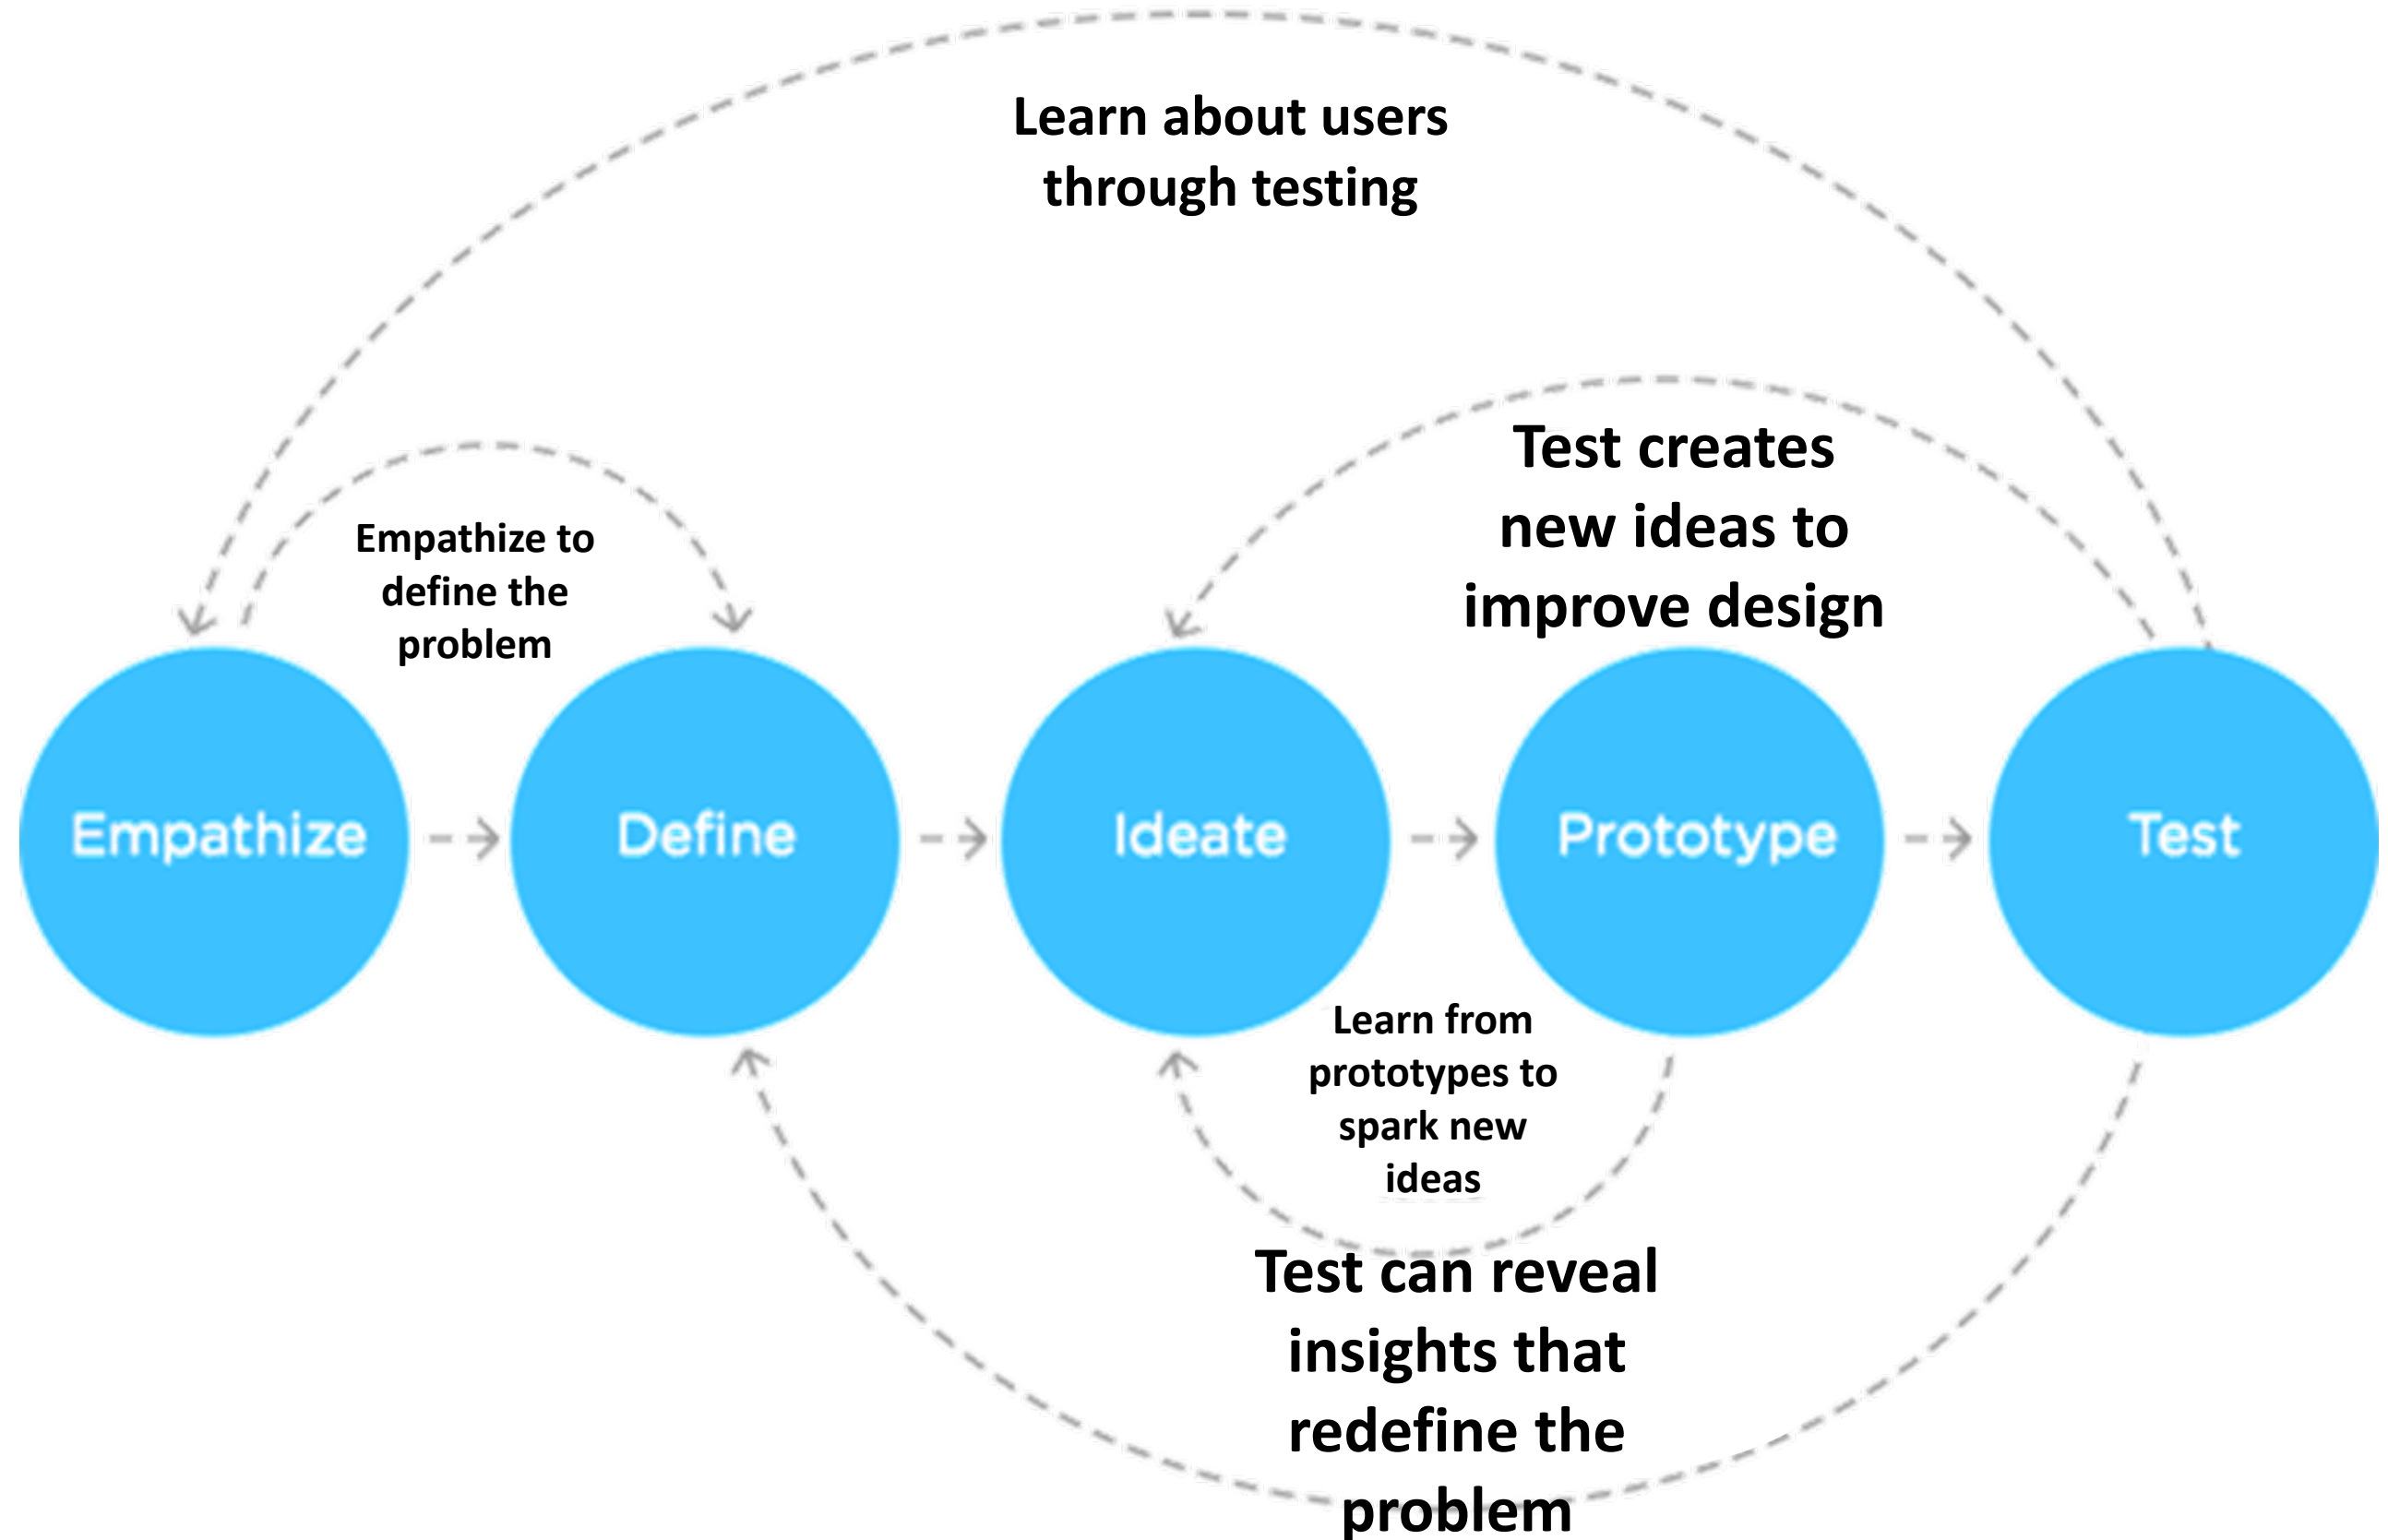 Learn about users
through testing
Test creates
new ideas to
improve design
Empathize to
define the
problem
Empathize
Define
Ideate
Prototype
Test
Learn from
prototypes to
spark new
ideas
Test can reveal
insights that
redefine the
problem